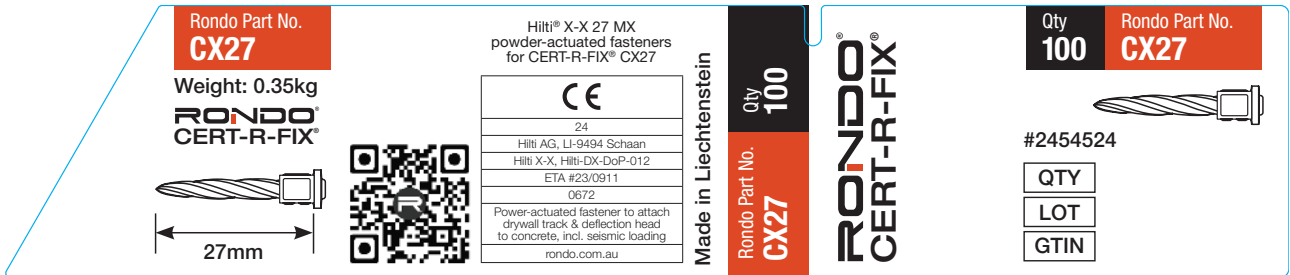 Rondo Part No.
CX27
Weight: 0.35kg
RONDO®
CERT-R-FIX®
27mm
Hilti® X-X 27 MX
powder-actuated fasteners
for CERT-R-FIX® CX27
CE
24
Hilti AG, LI-9494 Schaan
Hilti X-X, Hilti-DX-DoP-012
ETA #23/0911
0672
Power-actuated fastener to attach
drywall track & deflection head
to concrete, incl. seismic loading
rondo.com.au
Made in Liechtenstein
Qty
100
Rondo Part No.
CX27
RONDO®
CERT-R-FIX®
Qty
100
Rondo Part No.
CX27
#2454524
QTY
LOT
GTIN